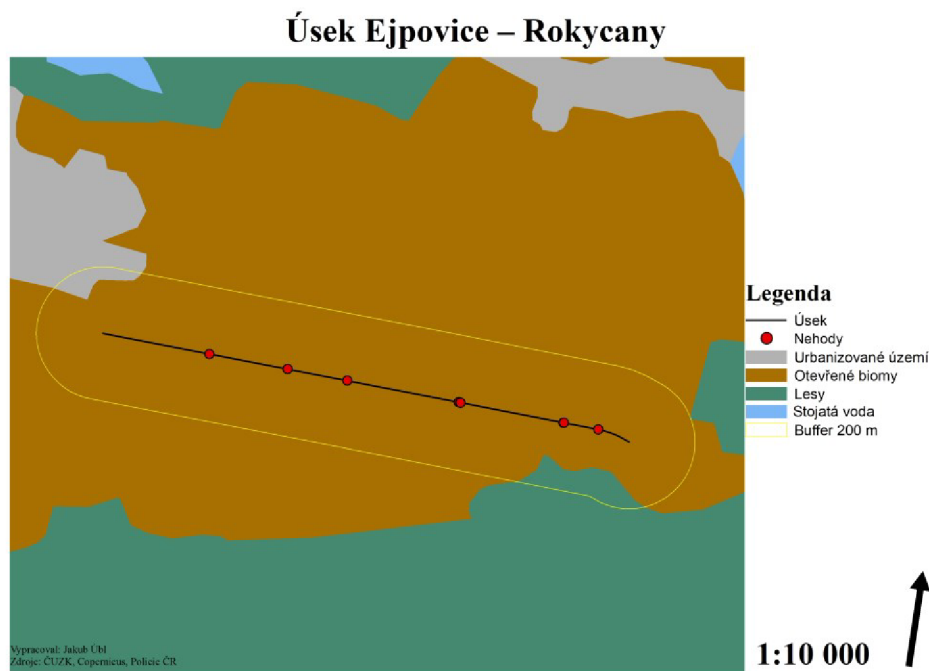 Úsek Ejpovice – Rokycany
Legenda
Úsek
Nehody
Urbanizované území
Otevřené biomy
Lesy
Stojatá voda
Buffer 200 m
Vypracoval: Jakub Übl
Zdroje: ČUZK, Copernicus, Policie ČR
1:10 000